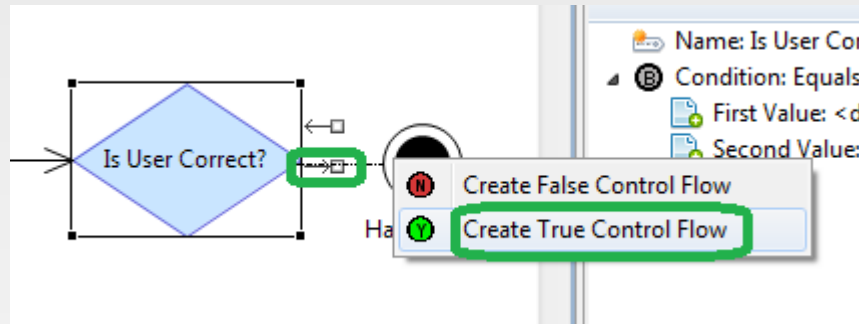 Name: Is User Cor
B Condition: Equals
First Value: <d
Second Value:
Is User Correct?
Ha
N Create False Control Flow
Y Create True Control Flow